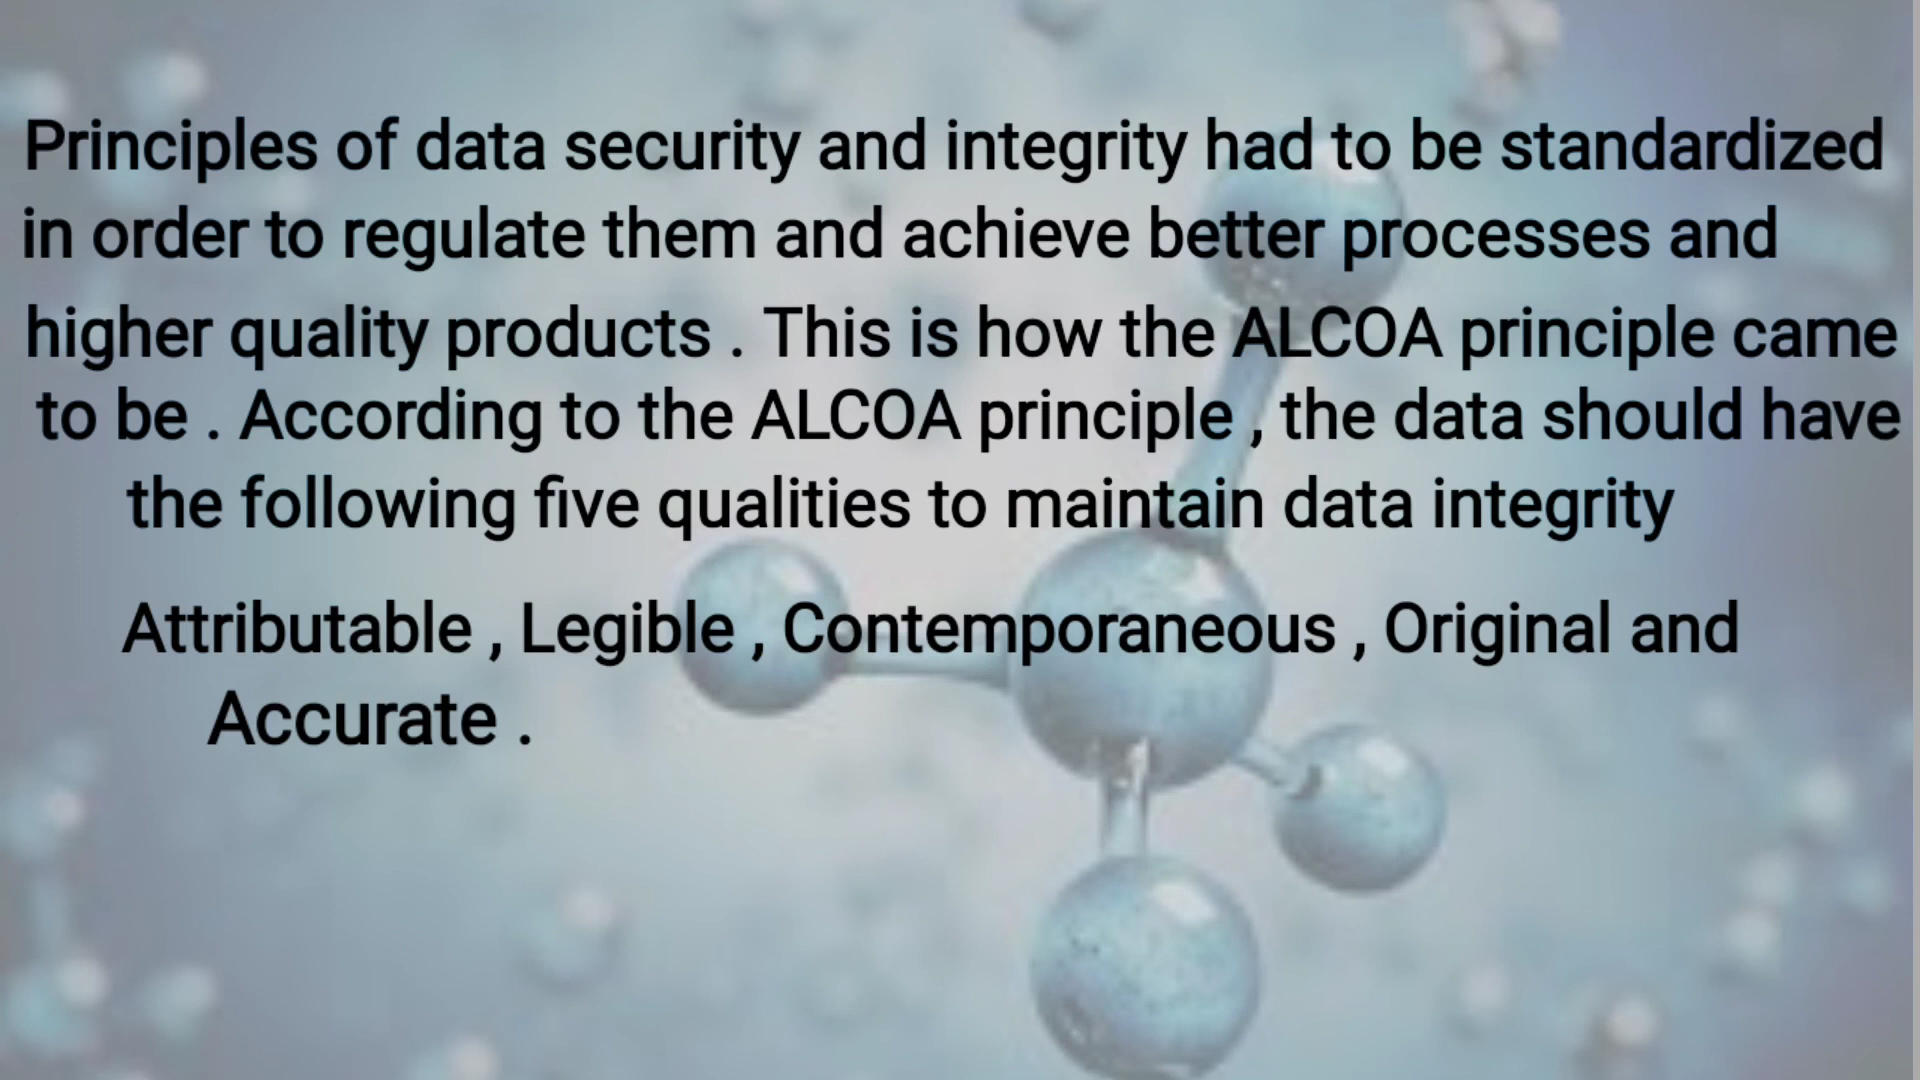 Principles of data security and integrity had to be standardized
in order to regulate them and achieve better processes and
higher quality products . This is how the ALCOA principle came
to be . According to the ALCOA principle , the data should have
the following five qualities to maintain data integrity
Attributable , Legible , Contemporaneous , Original and
Accurate .